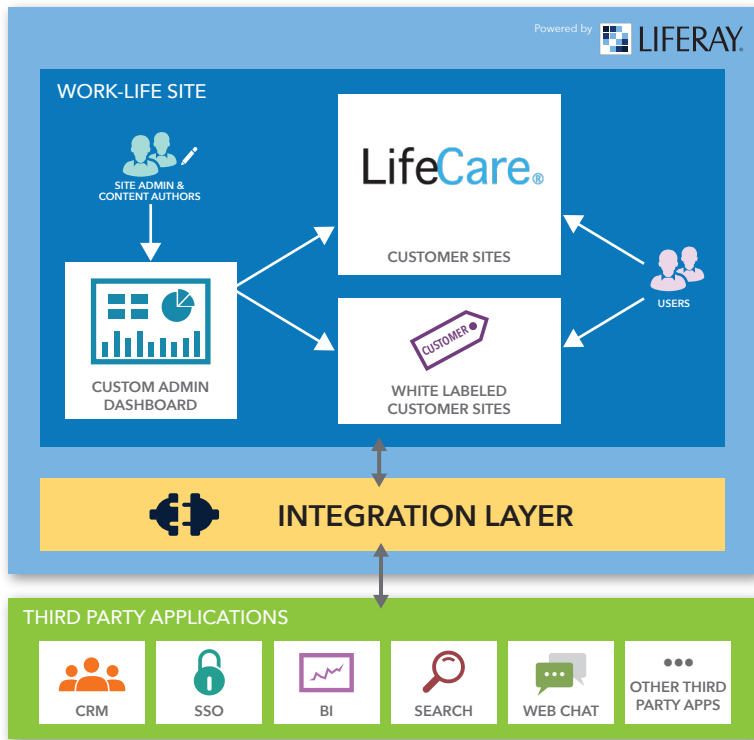 Powered by LIFERAY.
WORK-LIFE SITE
SITE ADMIN &
CONTENT AUTHORS
LifeCare®
CUSTOMER SITES
USERS
CUSTOM ADMIN
DASHBOARD
CUSTOMER
WHITE LABELED
CUSTOMER SITES
INTEGRATION LAYER
THIRD PARTY APPLICATIONS
CRM
SSO
BI
SEARCH
WEB CHAT
OTHER THIRD
PARTY APPS